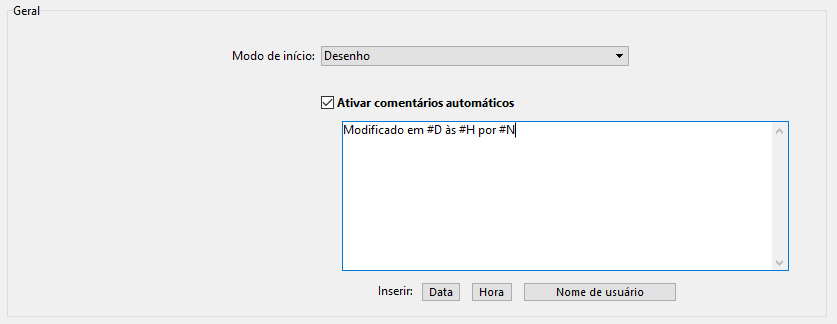 Geral
Modo de início: Desenho
Ativar comentários automáticos
Modificado em #D às #H por #N
Inserir: Data Hora Nome de usuário